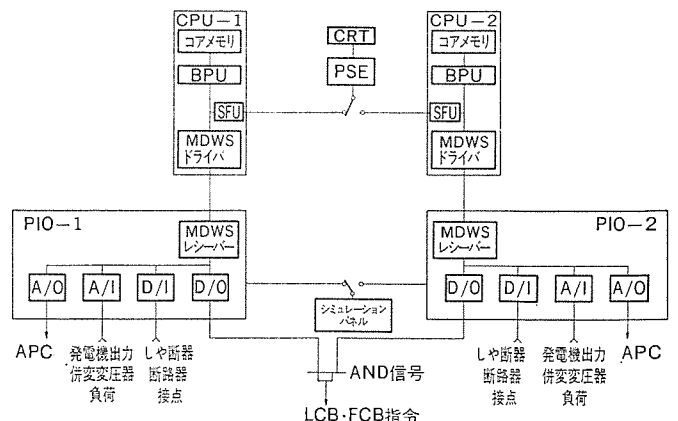 CPU-1
コアメモリ
BPU
SFU
MDWS
ドライバ
CRT
PSE
CPU-2
コアメモリ
BPU
SFU
MDWS
ドライバ
PIO-1
MDWS
レシーバー
A/O
A/I
D/I
D/O
シミュレーション
パネル
PIO-2
MDWS
レシーバー
D/O
D/I
A/I
A/O
APC
発電機出力
併変変圧器
負荷
しや断器
断路器
接点
AND信号
LCB・FCB指令
しや断器
断路器
接点
発電機出力
併変変圧器
負荷
APC